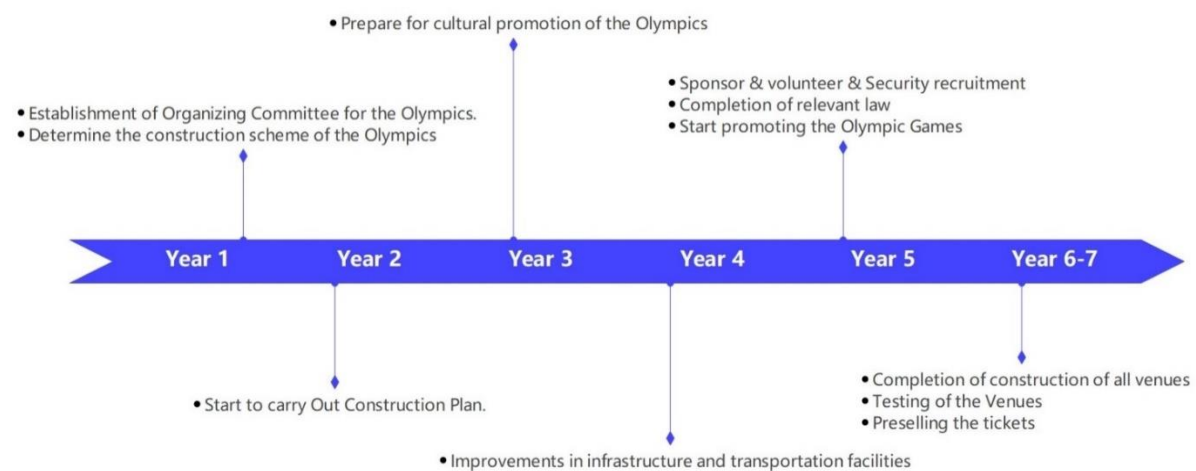 • Prepare for cultural promotion of the Olympics
• Sponsor & volunteer & Security recruitment
• Completion of relevant law
• Start promoting the Olympic Games
• Establishment of Organizing Committee for the Olympics.
• Determine the construction scheme of the Olympics
Year 1 Year 2 Year 3 Year 4 Year 5 Year 6-7
• Start to carry Out Construction Plan.
• Completion of construction of all venues
• Testing of the Venues
• Preselling the tickets
• Improvements in infrastructure and transportation facilities